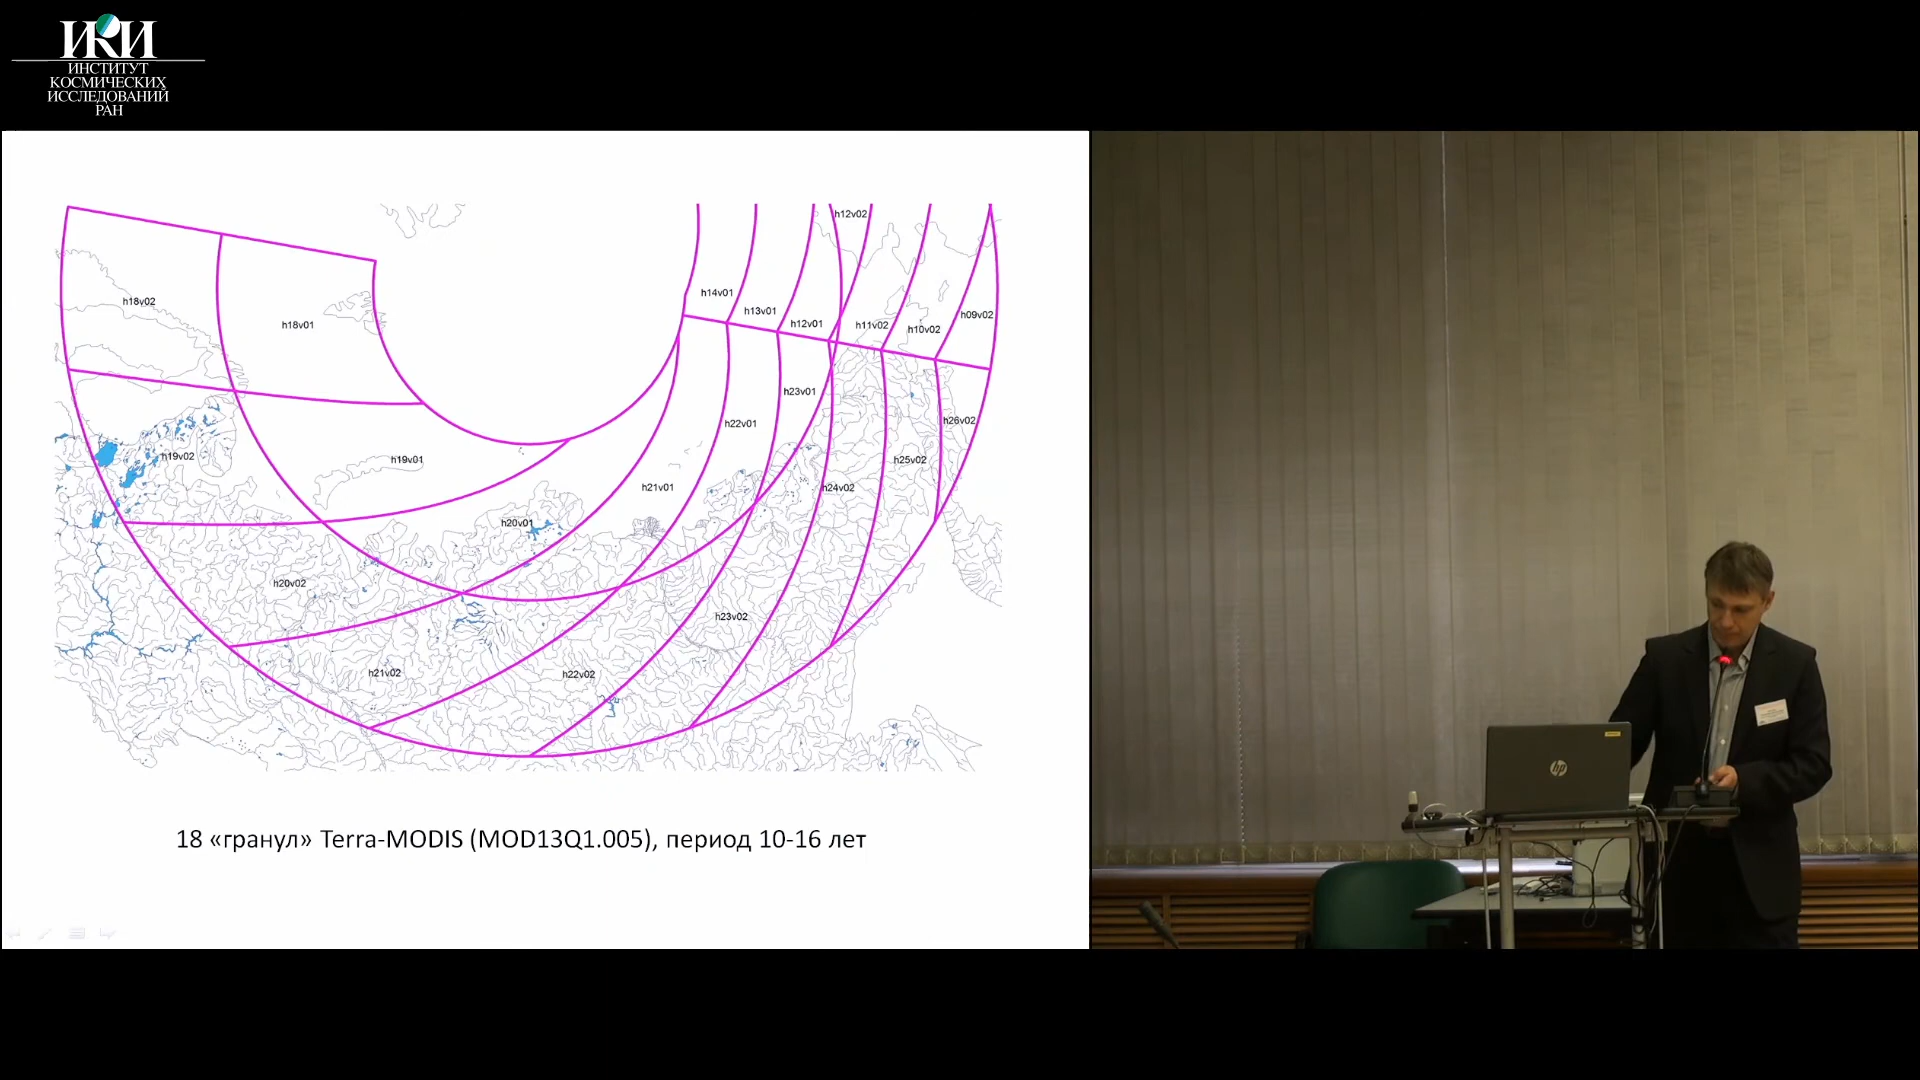 ИКИ
ИНСТИТУТ
КОСМИЧЕСКИХ
ИССЛЕДОВАНИЙ
РАН
h12v02
h14v01
h18v02
h13v01
h09v02
h18v01
h12v01
h11v02
h10v02
h23v01
h22v01
h26v02
h19v02
h19v01
h25v02
h21v01
h24v02
h20v01
h20v02
h23v02
h21v02
h22v02
18 «гранул» Terra-MODIS (MOD13Q1.005), период 10-16 лет
hp